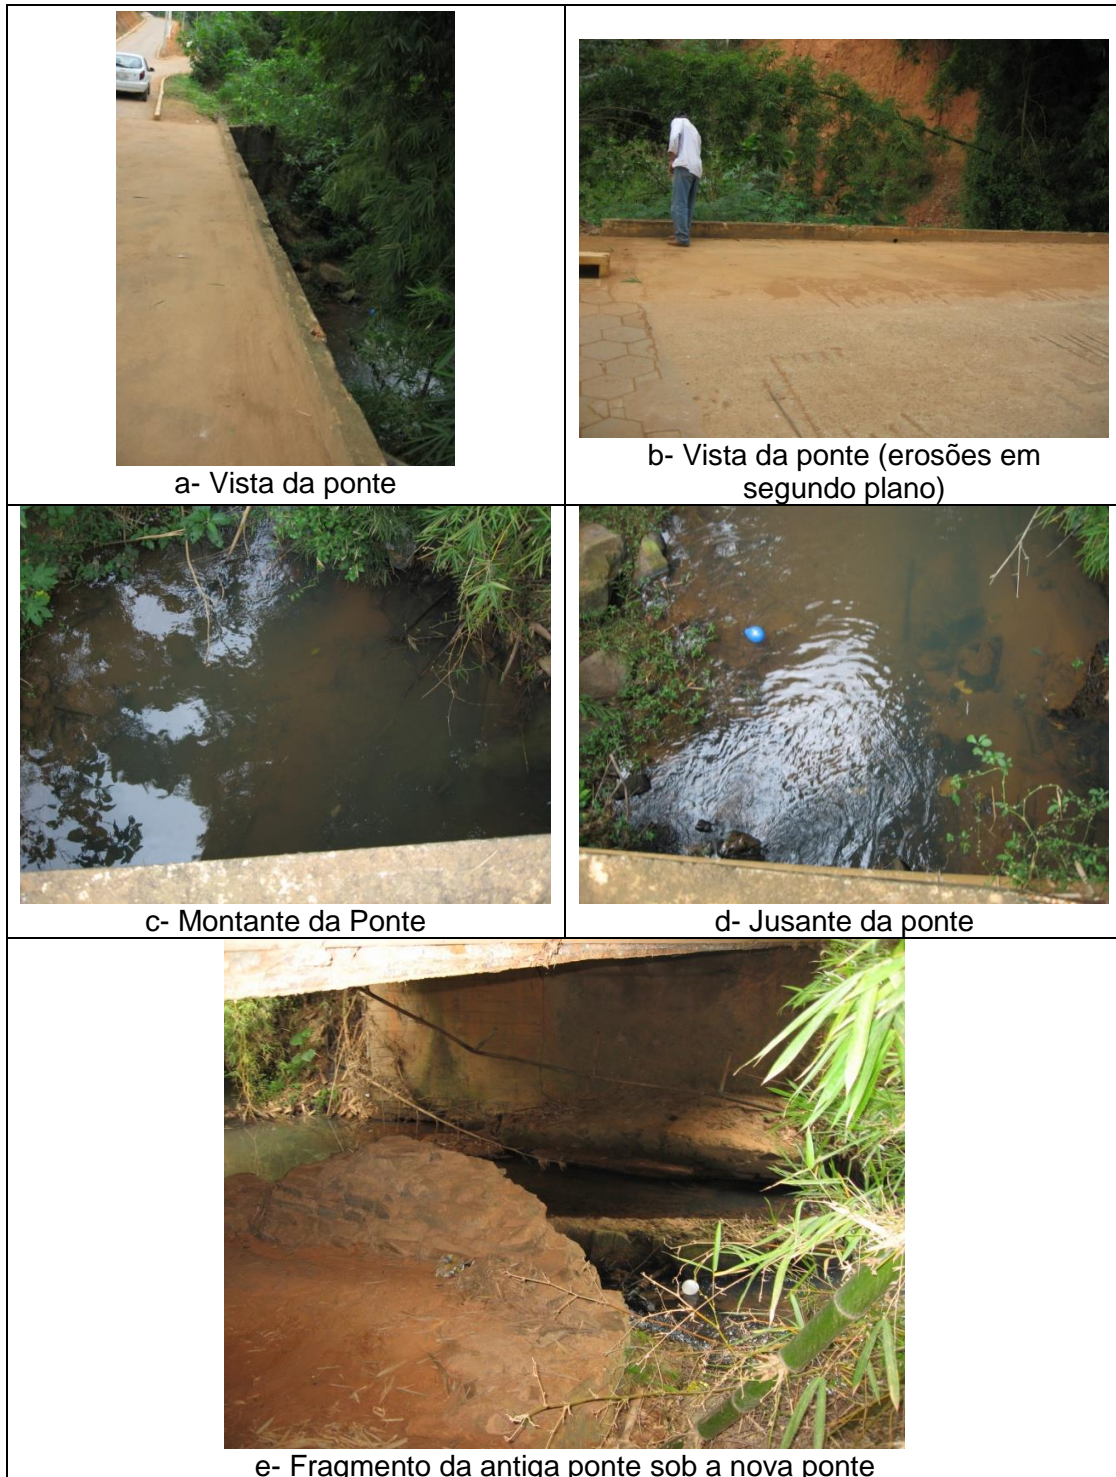 a- Vista da ponte
b- Vista da ponte (erosões em
segundo plano)
c- Montante da Ponte
d- Jusante da ponte
e- Fragmento da antiga ponte sob a nova ponte